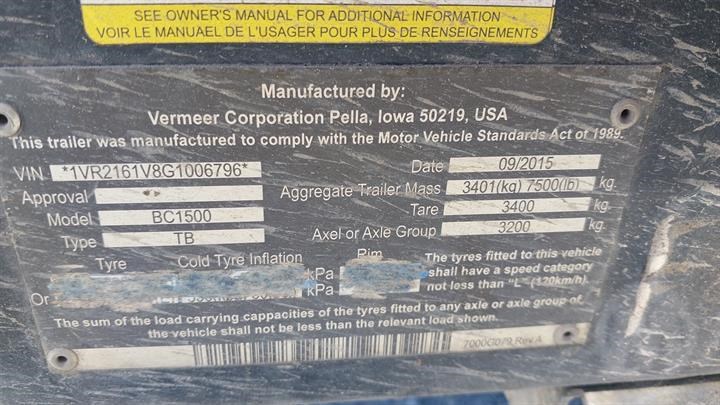 SEE OWNER'S MANUAL FOR ADDITIONAL INFORMATION
VOIR LE MANUAEL DE L'USAGER POUR PLUS DE RENSEIGNEMENTS
Manufactured by:
Vermeer Corporation Pella, Iowa 50219, USA
This trailer was manufactured to comply with the Motor Vehicle Standards Act of 1989.
VIN *1VR2161V8G1006796* Date 09/2015
Approval Aggregate Trailer Mass 3401(kg) 7500(lb) kg.
Model BC1500 Tare 3400 kg.
Type TB Axel or Axle Group 3200 kg.
Tyre Cold Tyre Inflation Rim
kPa
Or kPa
The tyres fitted to this vehicle
shall have a speed category
not less than "L" (120km/h).
The sum of the load carrying cappacities of the tyres fitted to any axle or axle group of
the vehicle shall not be less than the relevant load shown.
7000G079 Rev.A